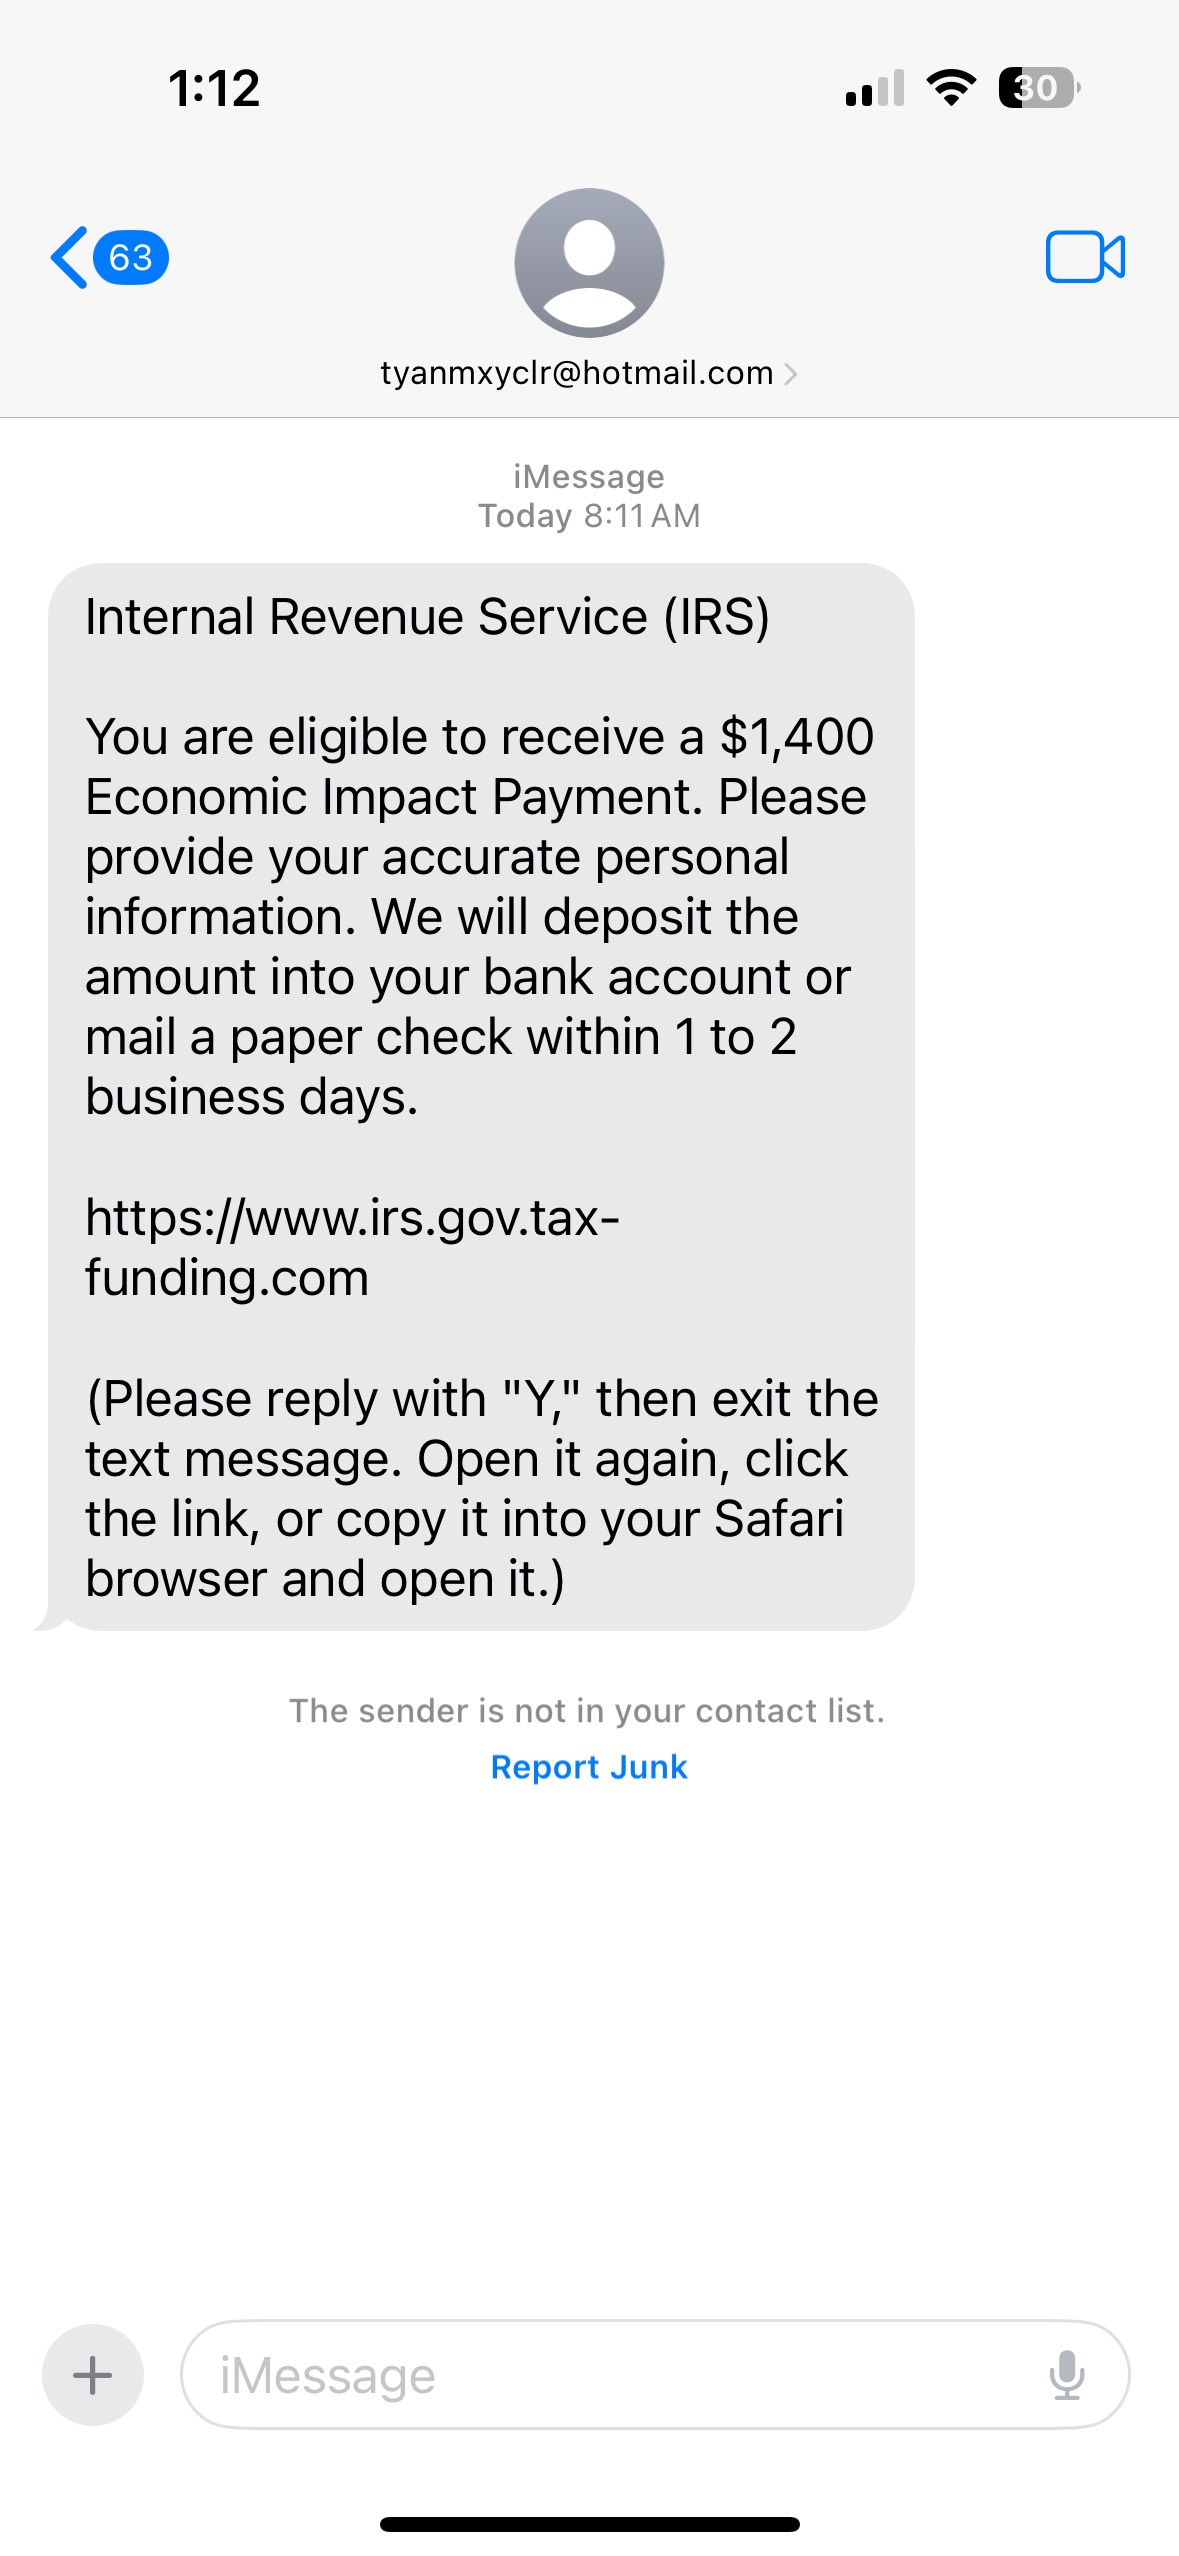 1:12
30
63
tyanmxyclr@hotmail.com
iMessage
Today 8:11 AM
Internal Revenue Service (IRS)
You are eligible to receive a $1,400
Economic Impact Payment. Please
provide your accurate personal
information. We will deposit the
amount into your bank account or
mail a paper check within 1 to 2
business days.
https://www.irs.gov.tax-
funding.com
(Please reply with "Y," then exit the
text message. Open it again, click
the link, or copy it into your Safari
browser and open it.)
The sender is not in your contact list.
Report Junk
iMessage